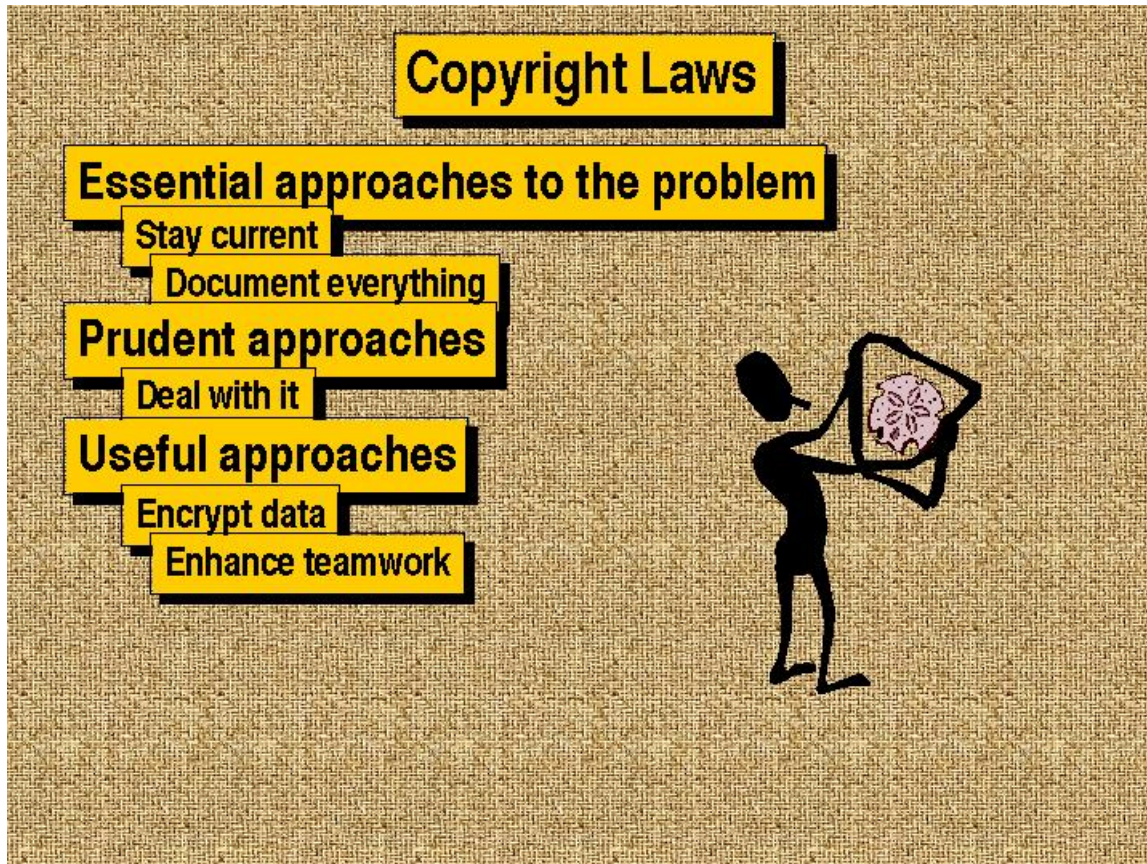 Copyright Laws
Essential approaches to the problem
Stay current
Document everything
Prudent approaches
Deal with it
Useful approaches
Encrypt data
Enhance teamwork